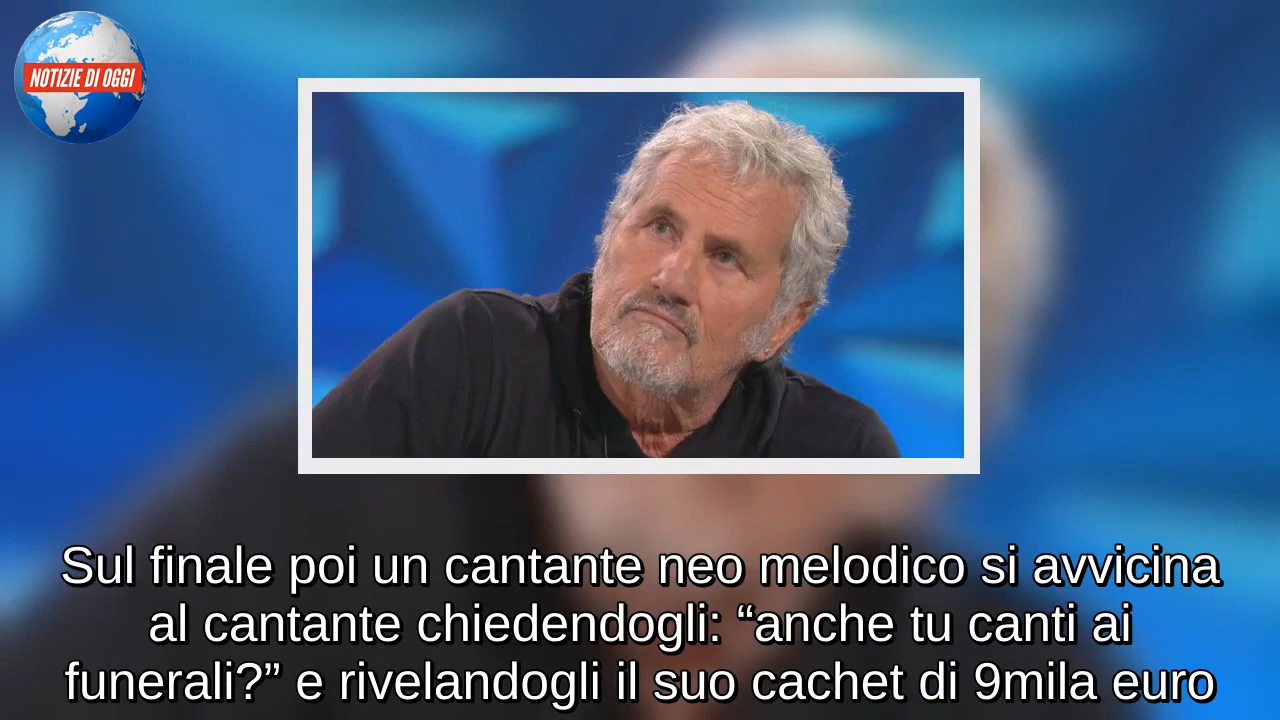 NOTIZIE DI OGGI
Sul finale poi un cantante neo melodico si avvicina
al cantante chiedendogli: “anche tu canti ai
funerali?” e rivelandogli il suo cachet di 9mila euro